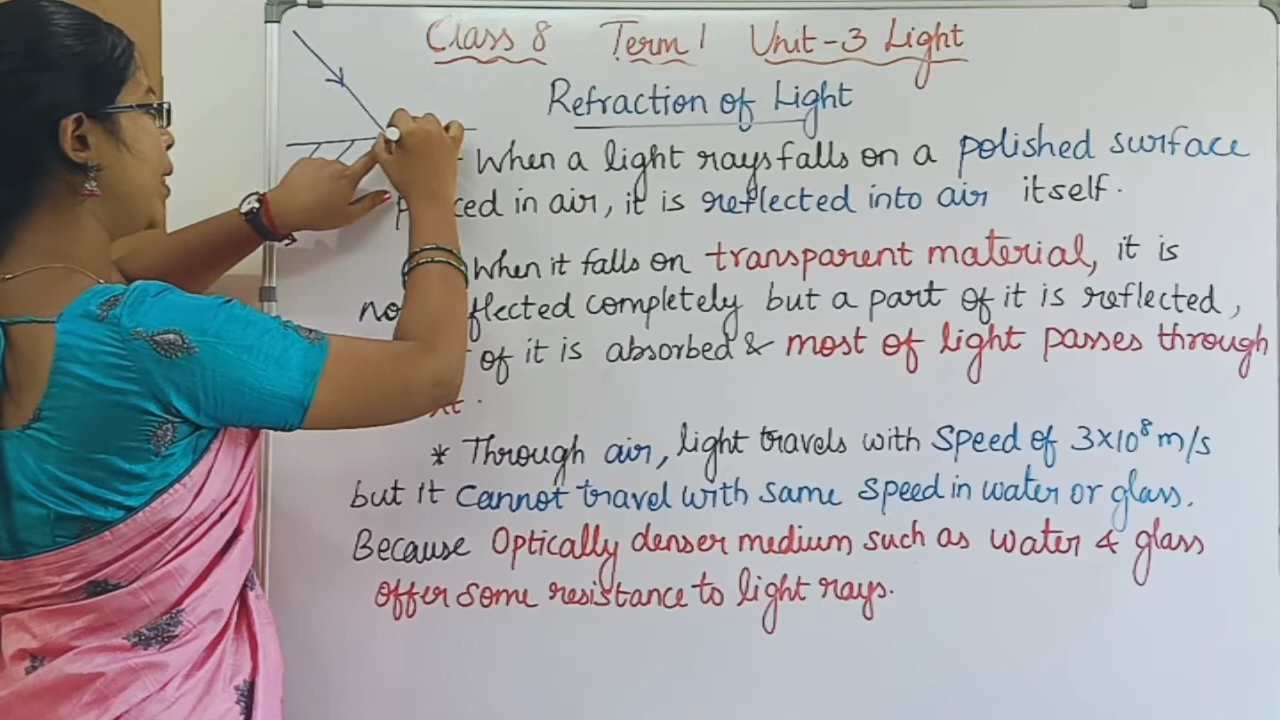 Class 8 Term 1 Unit-3 Light
Refraction of Light
When a light rays falls on a polished surface
in air, it is reflected into air itself.
When it falls on transparent material, it is
completely but a part of it is reflected,
of it is absorbed & most of light passes through
* Through air, light travels with speed of 3×10⁸ m/s
but it cannot travel with same speed in water or glass.
Because Optically denser medium such as water & glass
offer some resistance to light rays.